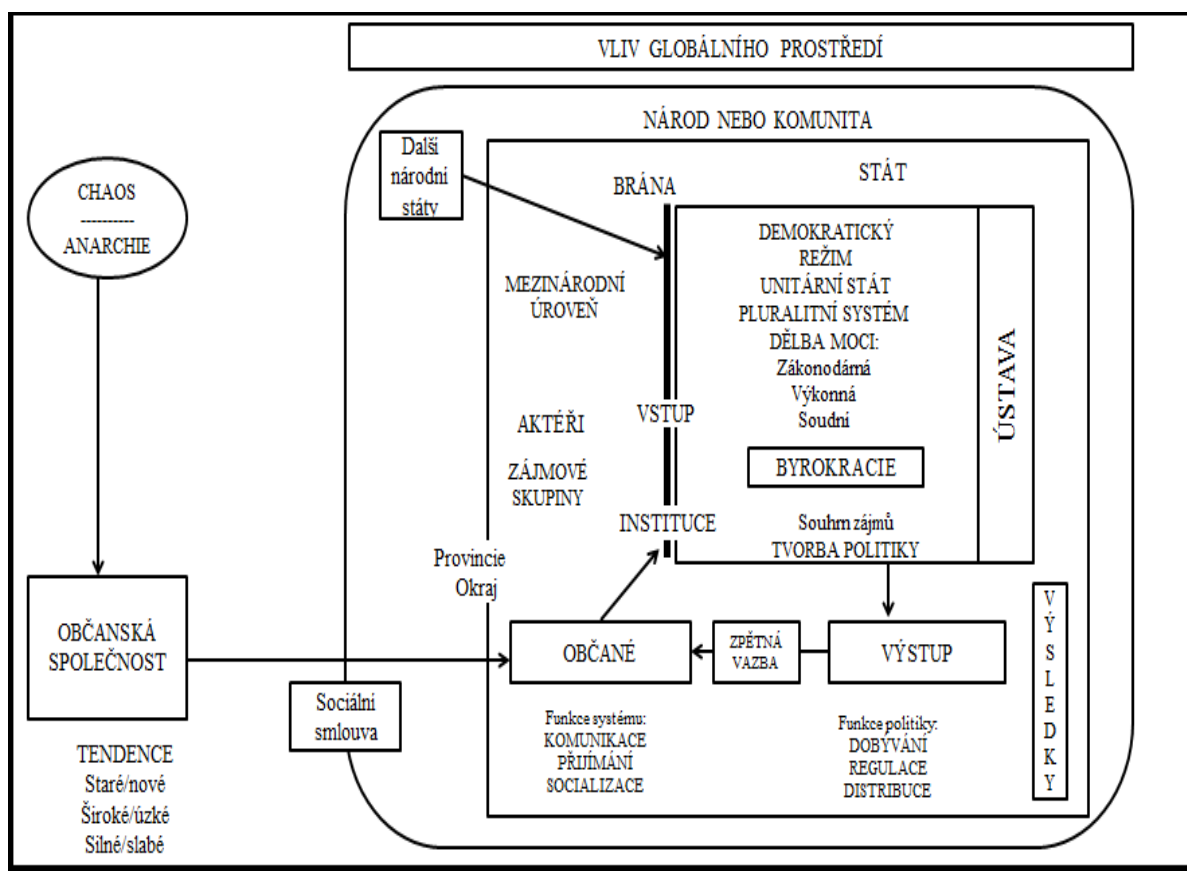 VLIV GLOBÁLNÍHO PROSTŘEDÍ
NÁROD NEBO KOMUNITA
Další
národní
státy
CHAOS
----------
ANARCHIE
BRÁNA
STÁT
MEZINÁRODNÍ
ÚROVEŇ
DEMOKRATICKÝ
REŽIM
UNITÁRNÍ STÁT
PLURALITNÍ SYSTÉM
DĚLBA MOCI:
Zákonodárná
Výkonná
Soudní
ÚSTAVA
AKTÉŘI
VSTUP
ZÁJMOVÉ
SKUPINY
BYROKRACIE
INSTITUCE
Souhrn zájmů
TVORBA POLITIKY
Provincie
Okraj
OBČANSKÁ
SPOLEČNOST
OBČANÉ
ZPĚTNÁ
VAZBA
VÝSTUP
VÝSLEDKY
Sociální
smlouva
TENDENCE
Staré/nové
Široké/úzké
Silné/slabé
Funkce systému:
KOMUNIKACE
PŘIJÍMÁNÍ
SOCIALIZACE
Funkce politiky:
DOBÝVÁNÍ
REGULACE
DISTRIBUCE